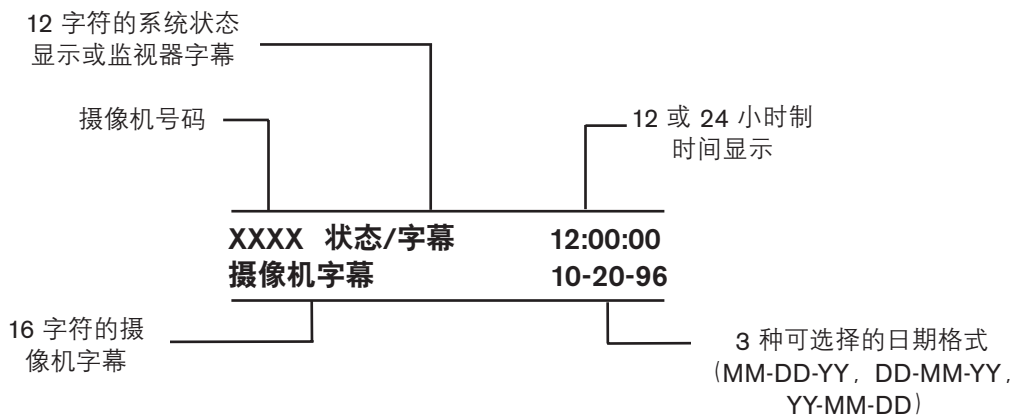 12 字符的系统状态
显示或监视器字幕
摄像机号码
12 或 24 小时制
时间显示
XXXX 状态/字幕 12:00:00
摄像机字幕 10-20-96
16 字符的摄
像机字幕
3 种可选择的日期格式
(MM-DD-YY, DD-MM-YY,
YY-MM-DD)